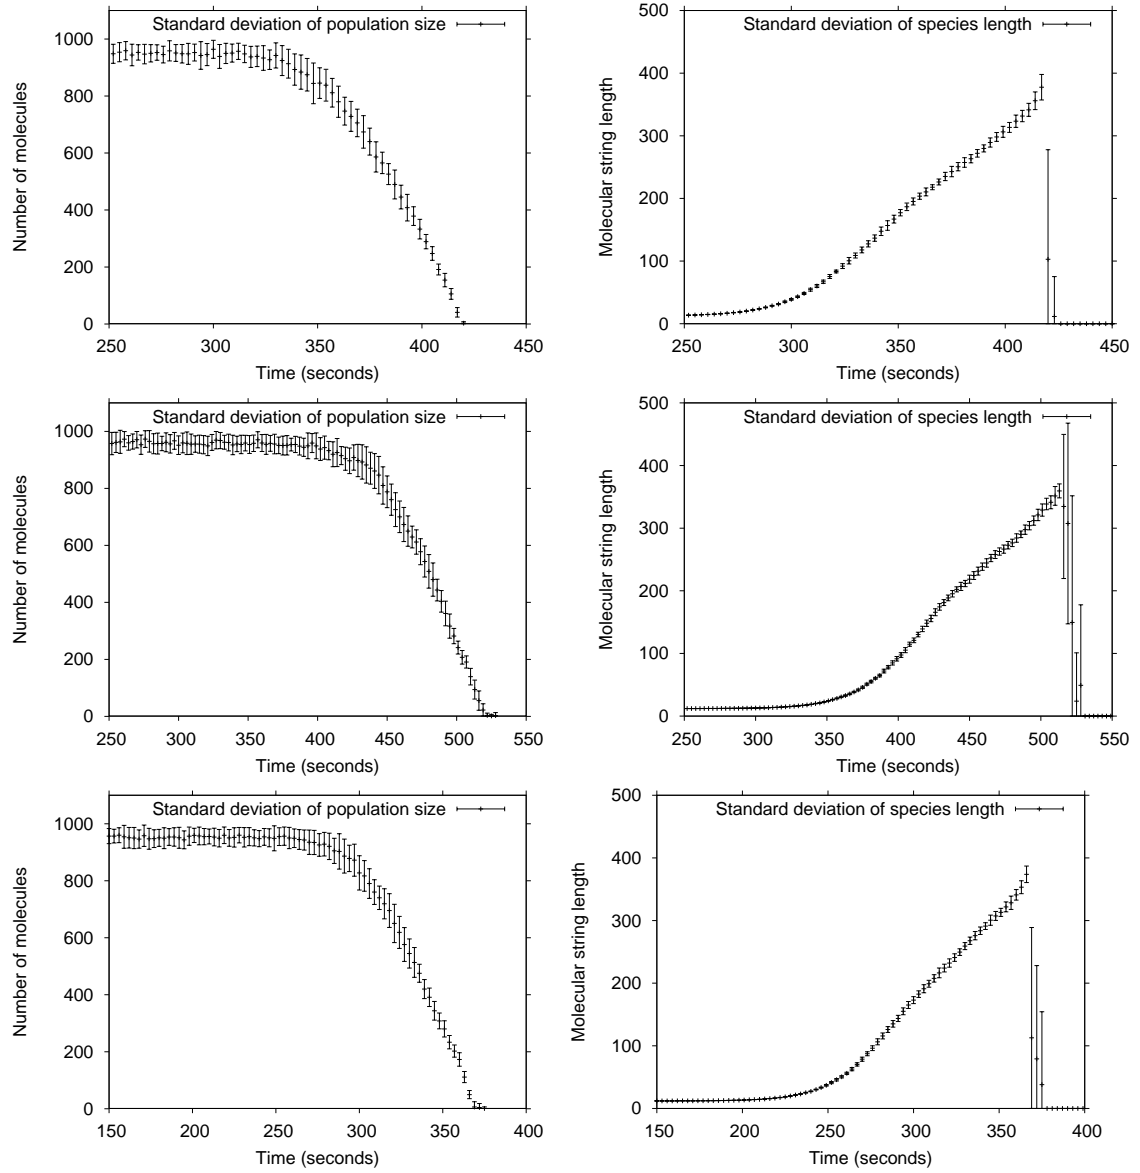 Standard deviation of population size
1000
800
600
400
200
0
250 300 350 400 450
Number of molecules
Time (seconds)
Standard deviation of species length
500
400
300
200
100
0
250 300 350 400 450
Molecular string length
Time (seconds)
Standard deviation of population size
1000
800
600
400
200
0
250 300 350 400 450 500 550
Number of molecules
Time (seconds)
Standard deviation of species length
500
400
300
200
100
0
250 300 350 400 450 500 550
Molecular string length
Time (seconds)
Standard deviation of population size
1000
800
600
400
200
0
150 200 250 300 350 400
Number of molecules
Time (seconds)
Standard deviation of species length
500
400
300
200
100
0
150 200 250 300 350 400
Molecular string length
Time (seconds)